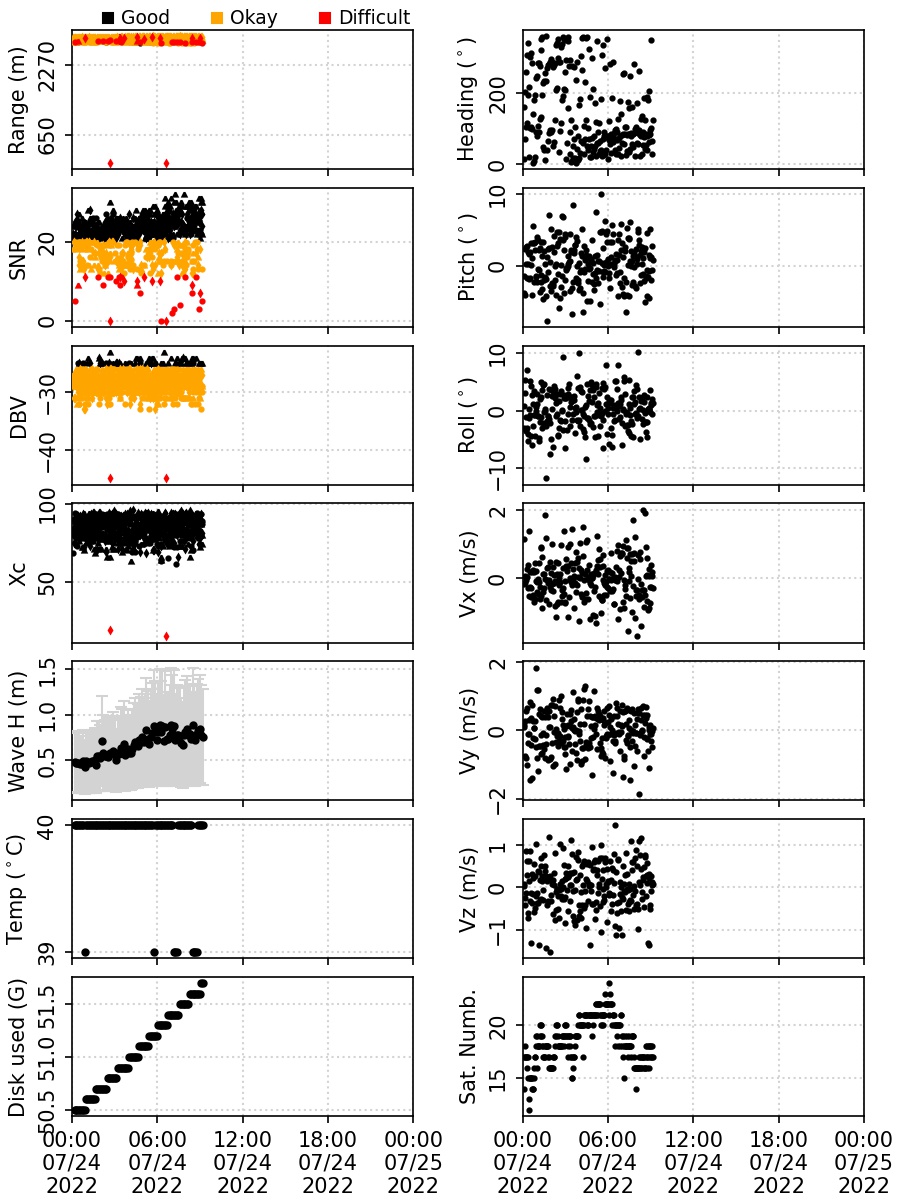 Good Okay Difficult
Range (m)
2270
650
Heading (°)
200
0
SNR
20
0
Pitch (°)
10
0
DBV
−30
−40
Roll (°)
10
0
−10
Xc
100
50
Vx (m/s)
2
0
Wave H (m)
1.5
1.0
0.5
Vy (m/s)
2
0
−2
Temp (°C)
40
39
Vz (m/s)
1
0
−1
Disk used (G)
51.5
51.0
50.5
Sat. Numb.
20
15
00:00 06:00 12:00 18:00 00:00
07/24 07/24 07/24 07/24 07/25
2022 2022 2022 2022 2022
00:00 06:00 12:00 18:00 00:00
07/24 07/24 07/24 07/24 07/25
2022 2022 2022 2022 2022